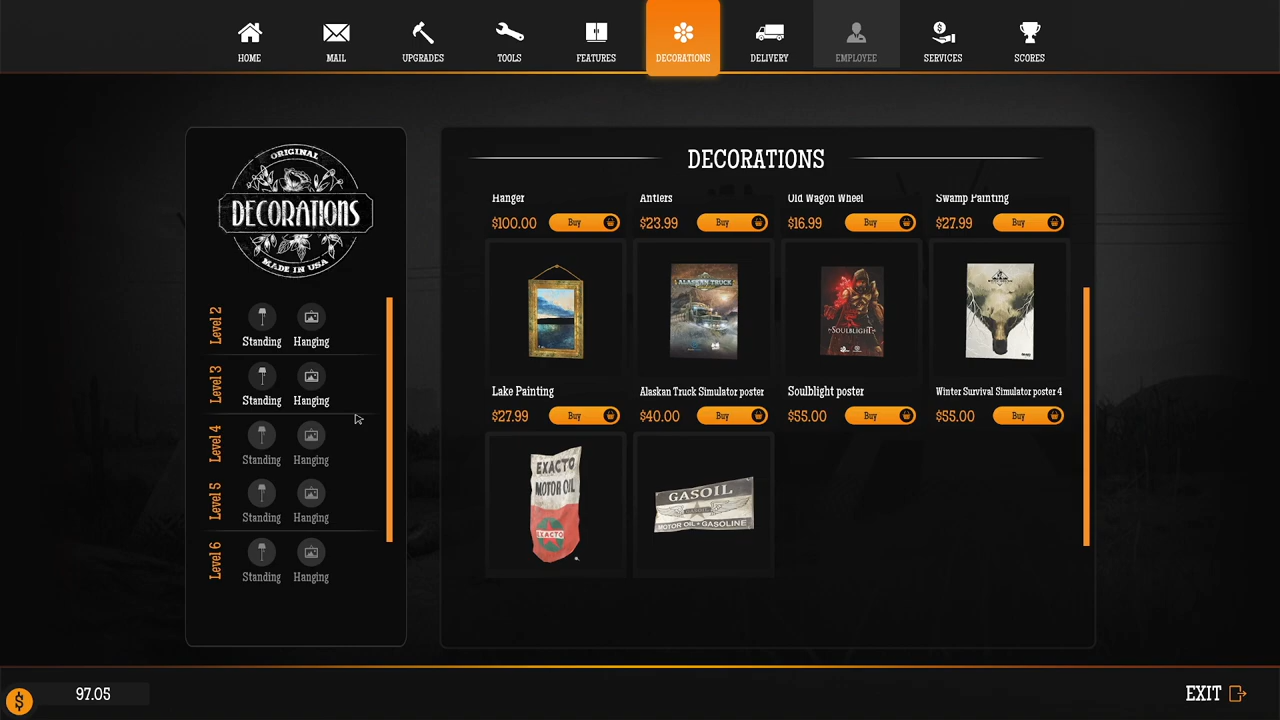 HOME MAIL UPGRADES TOOLS FEATURES DECORATIONS DELIVERY EMPLOYEE SERVICES SCORES
ORIGINAL
DECORATIONS
MADE IN USA
Level 2
Standing Hanging
Level 3
Standing Hanging
Level 4
Standing Hanging
Level 5
Standing Hanging
Level 6
Standing Hanging
DECORATIONS
Hanger Antlers Old Wagon Wheel Swamp Painting
$100.00 Buy $23.99 Buy $16.99 Buy $27.99 Buy
ALASKAN TRUCK
SOULBLIGHT
Lake Painting Alaskan Truck Simulator poster Soulblight poster Winter Survival Simulator poster 4
$27.99 Buy $40.00 Buy $55.00 Buy $55.00 Buy
EXACTO
MOTOR OIL
EXACTO
GASOIL
MOTOR OIL GASOLINE
$ 97.05
EXIT